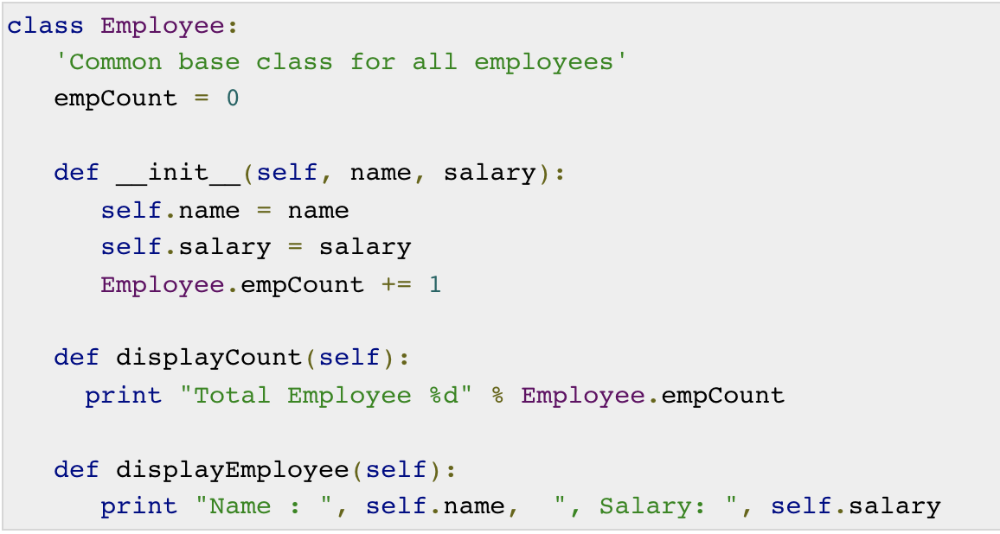 class Employee:
   'Common base class for all employees'
   empCount = 0

   def __init__(self, name, salary):
      self.name = name
      self.salary = salary
      Employee.empCount += 1

   def displayCount(self):
     print "Total Employee %d" % Employee.empCount

   def displayEmployee(self):
      print "Name : ", self.name,  ", Salary: ", self.salary